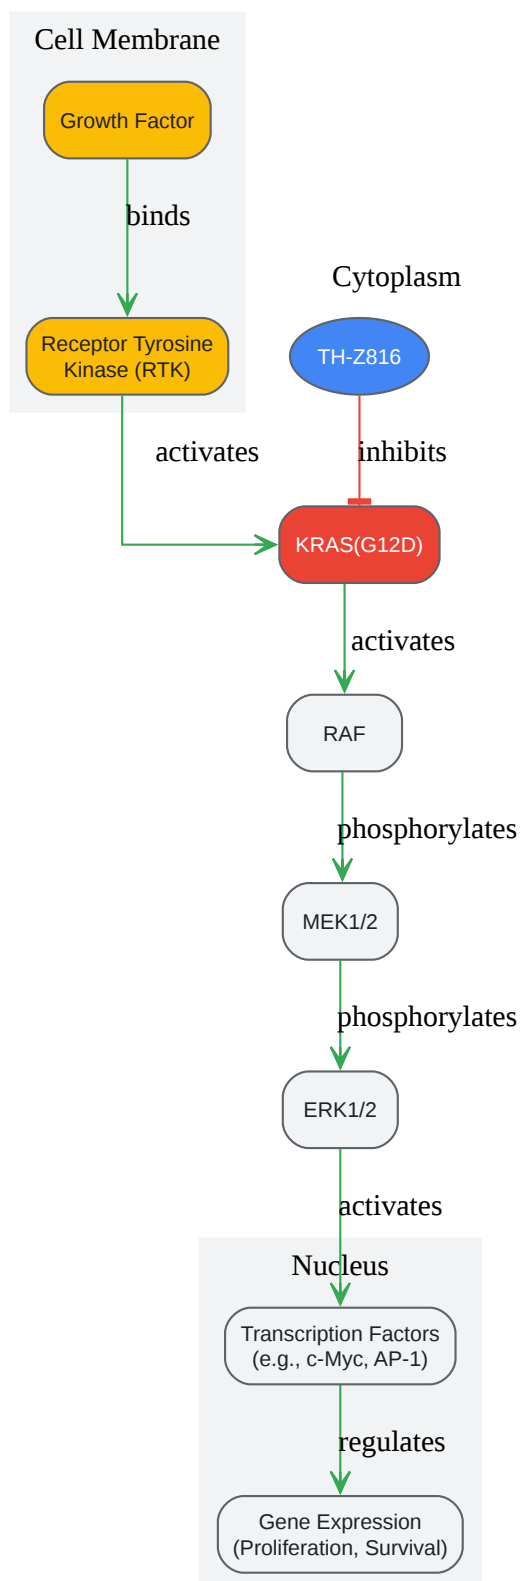 Cell Membrane
Growth Factor
binds
Cytoplasm
Receptor Tyrosine
Kinase (RTK)
TH-Z816
activates
inhibits
KRAS(G12D)
activates
RAF
phosphorylates
MEK1/2
phosphorylates
ERK1/2
activates
Nucleus
Transcription Factors
(e.g., c-Myc, AP-1)
regulates
Gene Expression
(Proliferation, Survival)